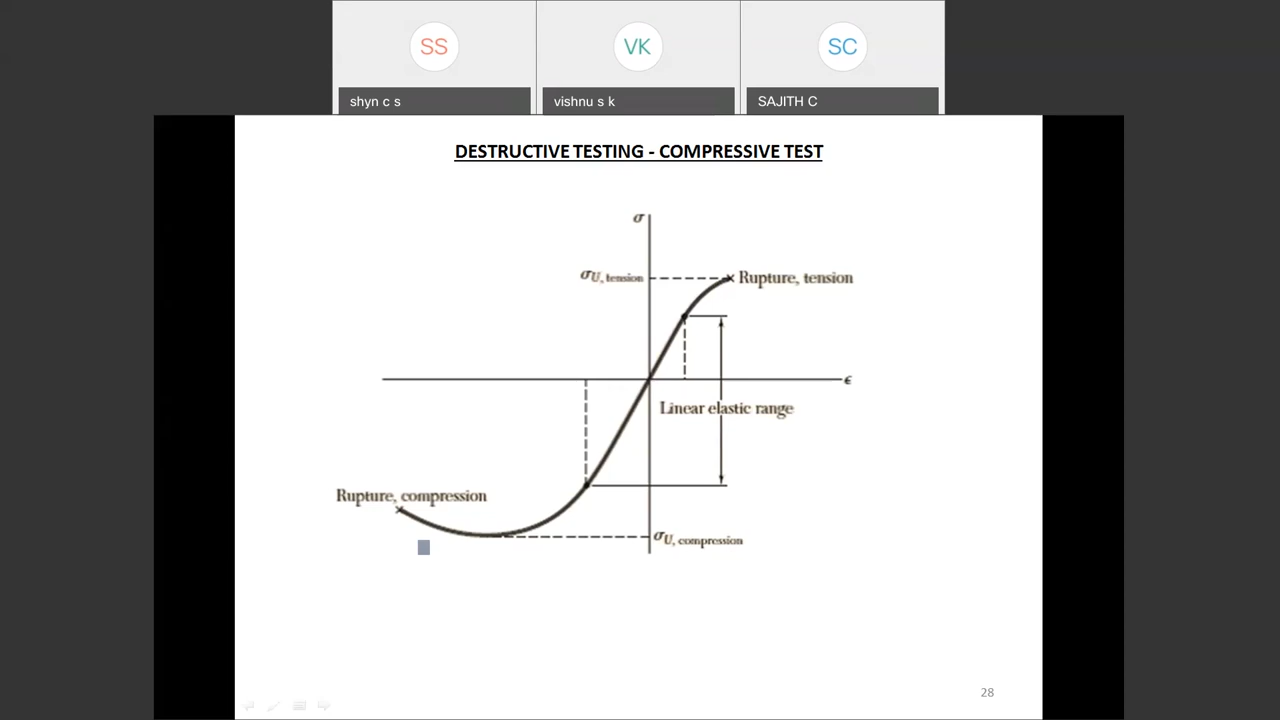 SS
VK
SC
shyn c s
vishnu s k
SAJITH C
DESTRUCTIVE TESTING - COMPRESSIVE TEST
σ
σU, tension
Rupture, tension
ϵ
Linear elastic range
Rupture, compression
σU, compression
28